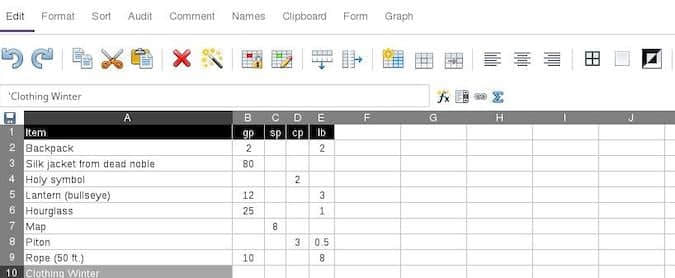 Edit Format Sort Audit Comment Names Clipboard Form Graph
'Clothing Winter
fx
A B C D E F G H I J
1 Item gp sp cp lb
2 Backpack 2 2
3 Silk jacket from dead noble 80
4 Holy symbol 2
5 Lantern (bullseye) 12 3
6 Hourglass 25 1
7 Map 8
8 Piton 3 0.5
9 Rope (50 ft.) 10 8
10 Clothing Winter